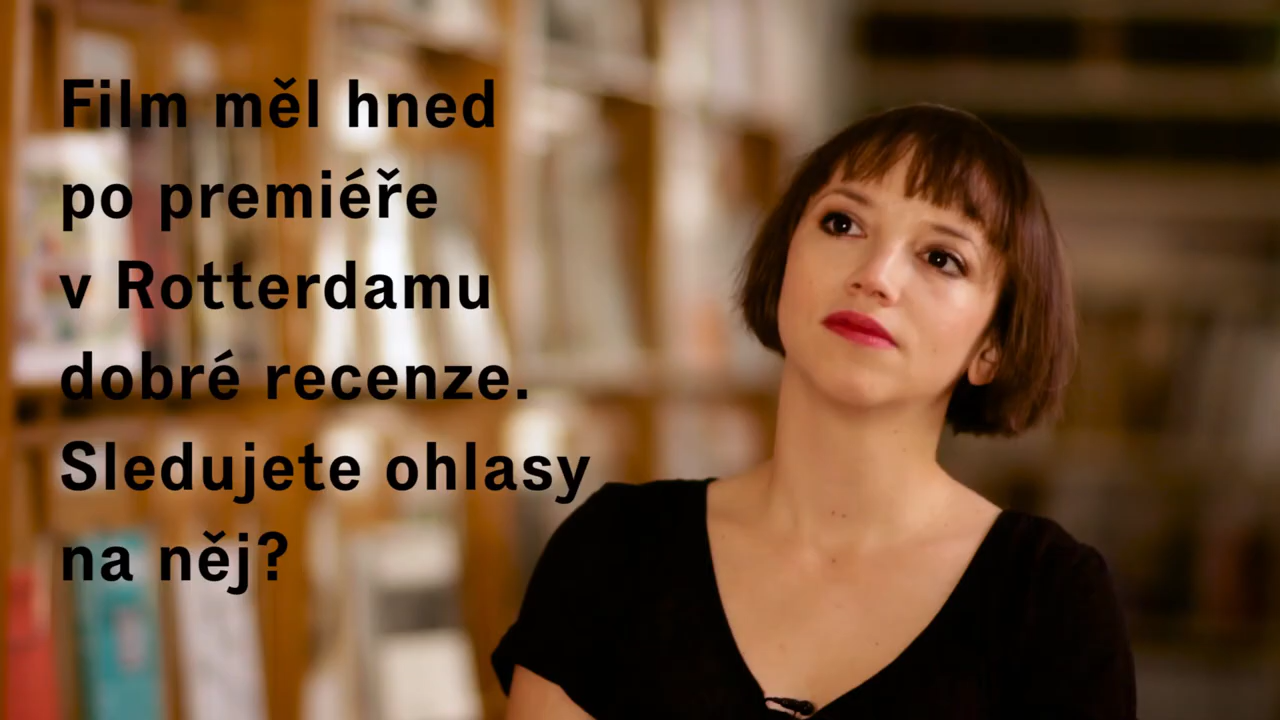 Film měl hned
po premiéře
v Rotterdamu
dobré recenze.
Sledujete ohlasy
na něj?